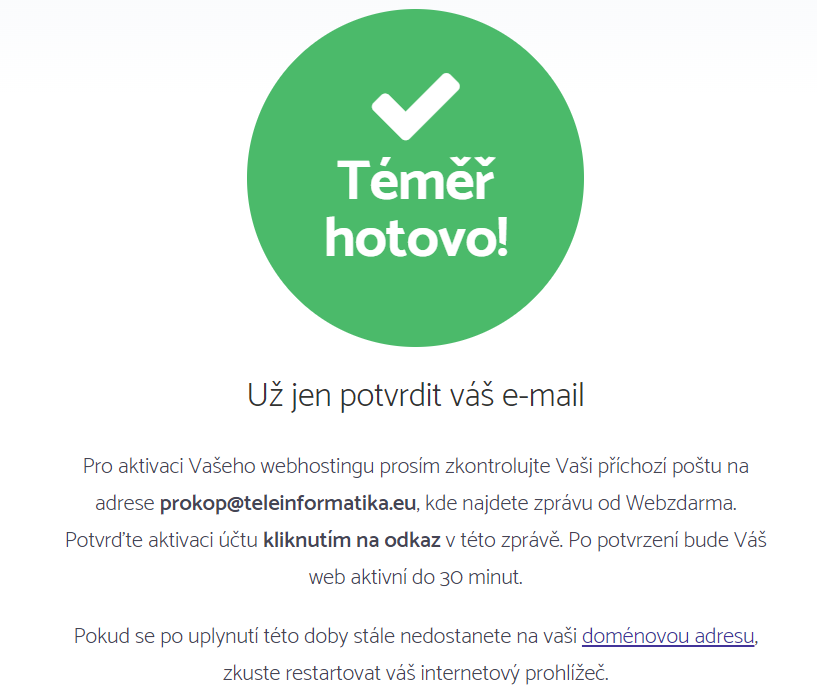 Téměř
hotovo!
Už jen potvrdit váš e-mail
Pro aktivaci Vašeho webhostingu prosím zkontrolujte Vaši příchozí poštu na
adrese prokop@teleinformatika.eu, kde najdete zprávu od Webzdarma.
Potvrďte aktivaci účtu kliknutím na odkaz v této zprávě. Po potvrzení bude Váš
web aktivní do 30 minut.
Pokud se po uplynutí této doby stále nedostanete na vaši doménovou adresu,
zkuste restartovat váš internetový prohlížeč.